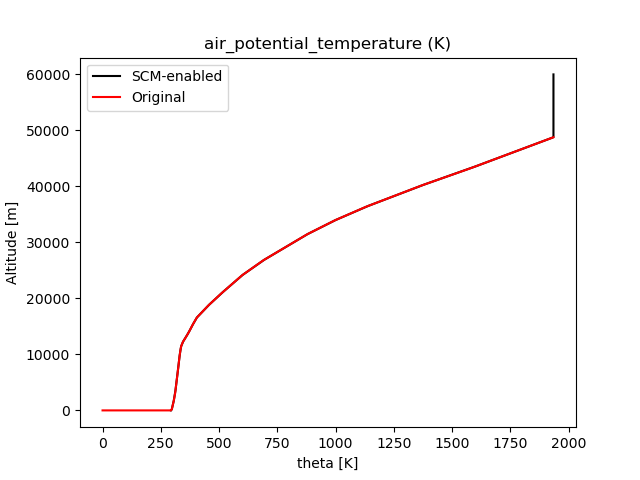 air_potential_temperature (K)
SCM-enabled
Original
Altitude [m]
60000
50000
40000
30000
20000
10000
0
0 250 500 750 1000 1250 1500 1750 2000
theta [K]